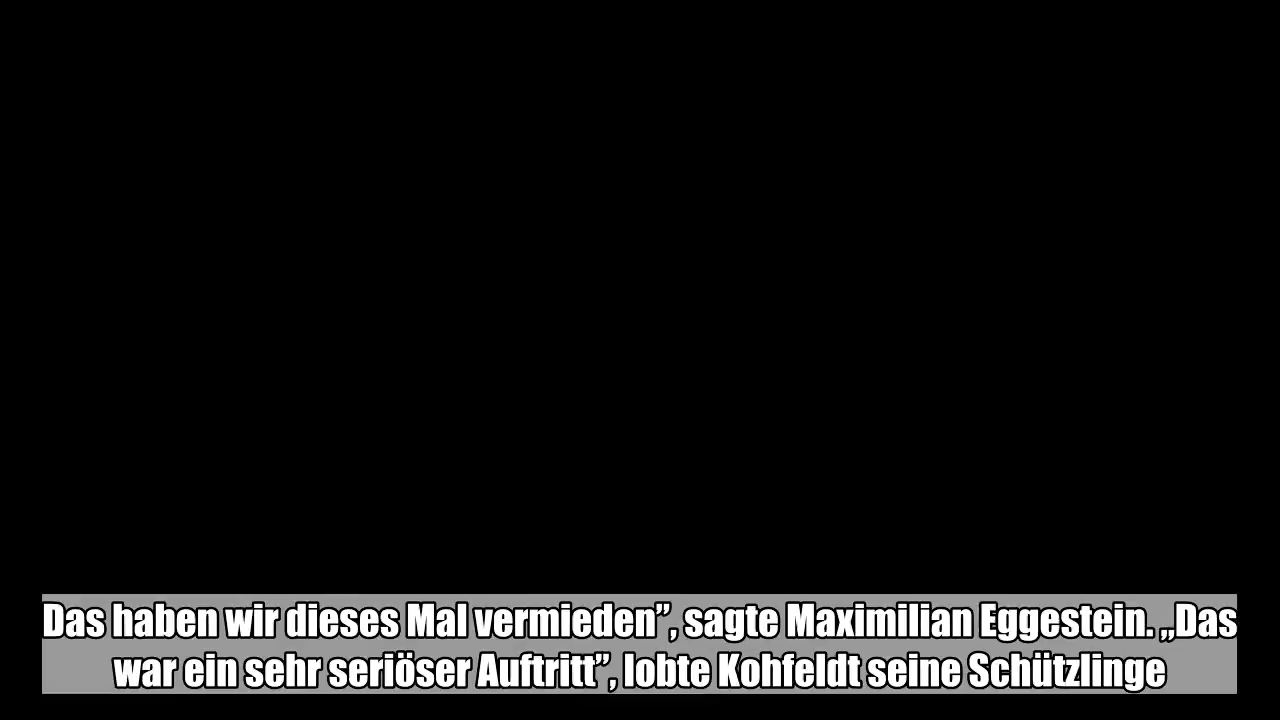 Das haben wir dieses Mal vermieden”, sagte Maximilian Eggestein. „Das
war ein sehr seriöser Auftritt”, lobte Kohfeldt seine Schützlinge